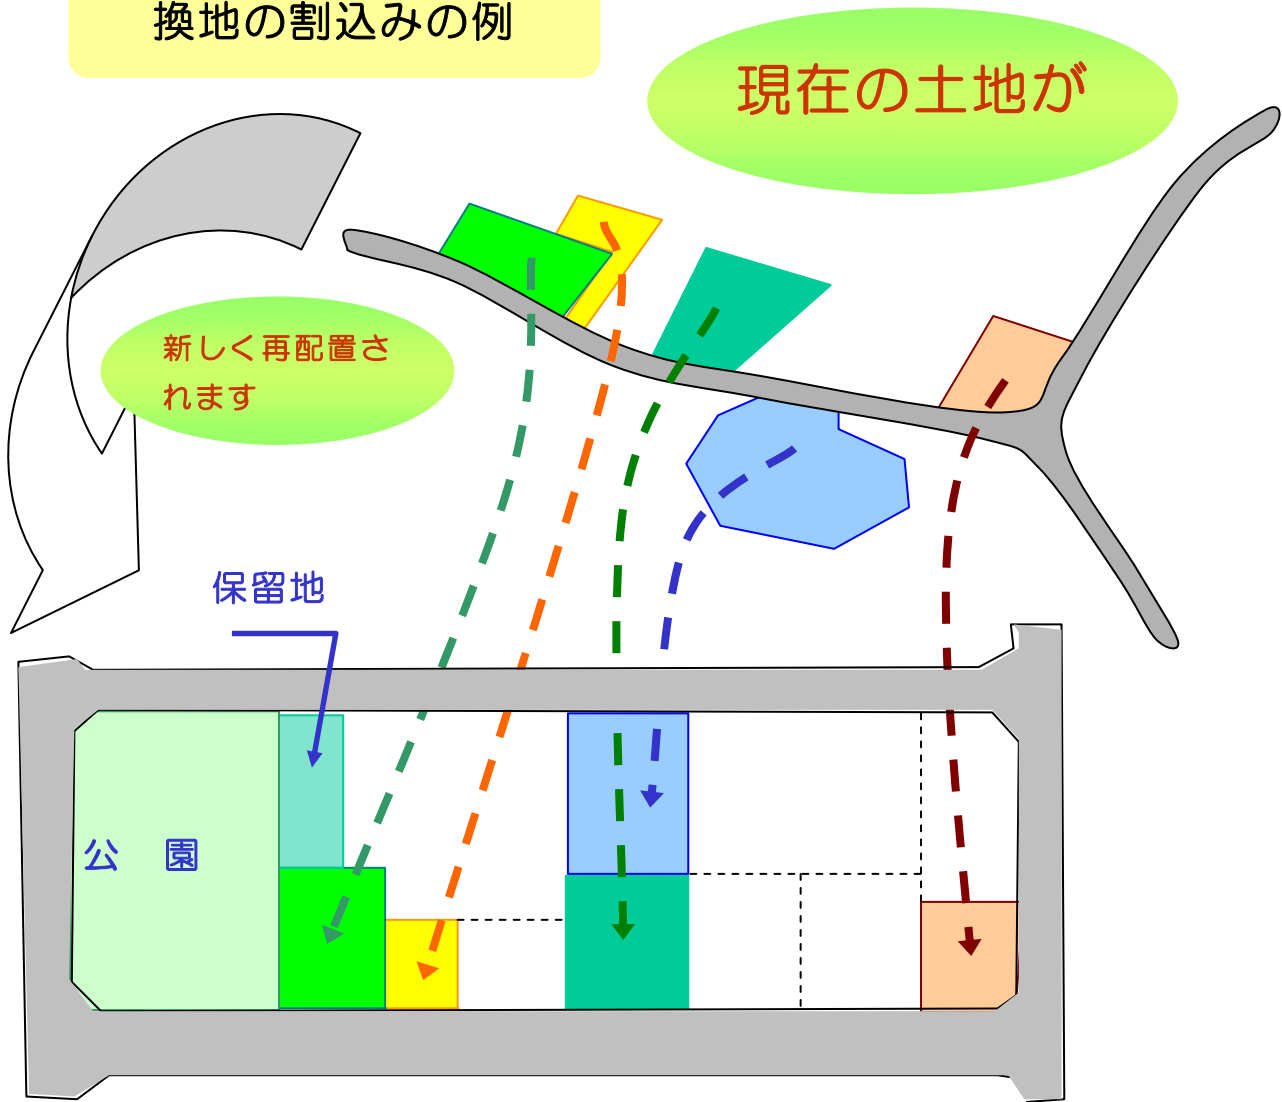 換地の割込みの例
現在の土地が
新しく再配置さ
れます
保留地
公　園